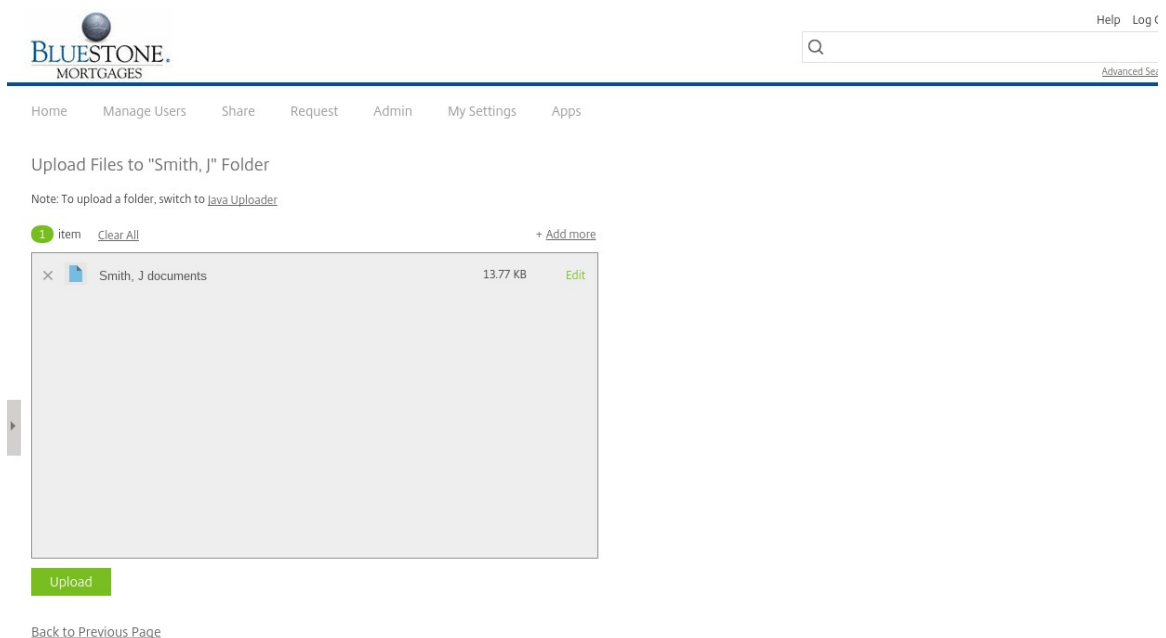 Help Log
BLUESTONE.
MORTGAGES
Advanced
Home Manage Users Share Request Admin My Settings Apps
Upload Files to "Smith, J" Folder
Note: To upload a folder, switch to Java Uploader
1 item Clear All + Add more
Smith, J documents 13.77 KB Edit
Upload
Back to Previous Page